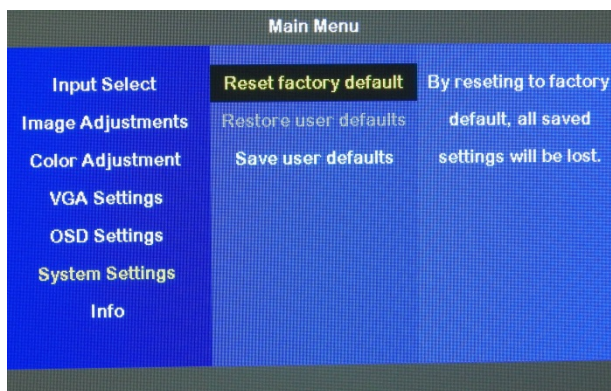 Main Menu
Input Select
Image Adjustments
Color Adjustment
VGA Settings
OSD Settings
System Settings
Info
Reset factory default
Restore user defaults
Save user defaults
By reseting to factory
default, all saved
settings will be lost.